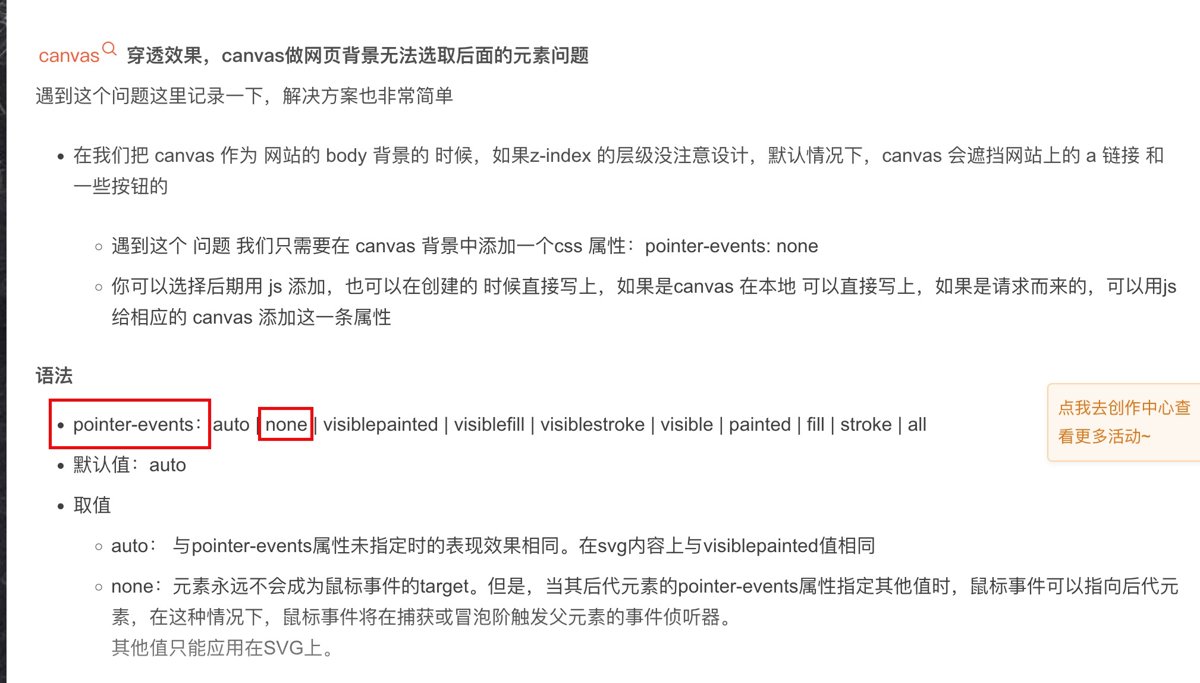 canvas 穿透效果，canvas做网页背景无法选取后面的元素问题
遇到这个问题这里记录一下，解决方案也非常简单
• 在我们把 canvas 作为 网站的 body 背景的 时候，如果z-index 的层级没注意设计，默认情况下，canvas 会遮挡网站上的 a 链接 和
一些按钮的
○ 遇到这个 问题 我们只需要在 canvas 背景中添加一个css 属性：pointer-events: none
○ 你可以选择后期用 js 添加，也可以在创建的 时候直接写上，如果是canvas 在本地 可以直接写上，如果是请求而来的，可以用js
给相应的 canvas 添加这一条属性
语法
• pointer-events：auto | none | visiblepainted | visiblefill | visiblestroke | visible | painted | fill | stroke | all
• 默认值：auto
• 取值
○ auto： 与pointer-events属性未指定时的表现效果相同。在svg内容上与visiblepainted值相同
○ none：元素永远不会成为鼠标事件的target。但是，当其后代元素的pointer-events属性指定其他值时，鼠标事件可以指向后代元
素，在这种情况下，鼠标事件将在捕获或冒泡阶触发父元素的事件侦听器。
其他值只能应用在SVG上。
点我去创作中心查
看更多活动~